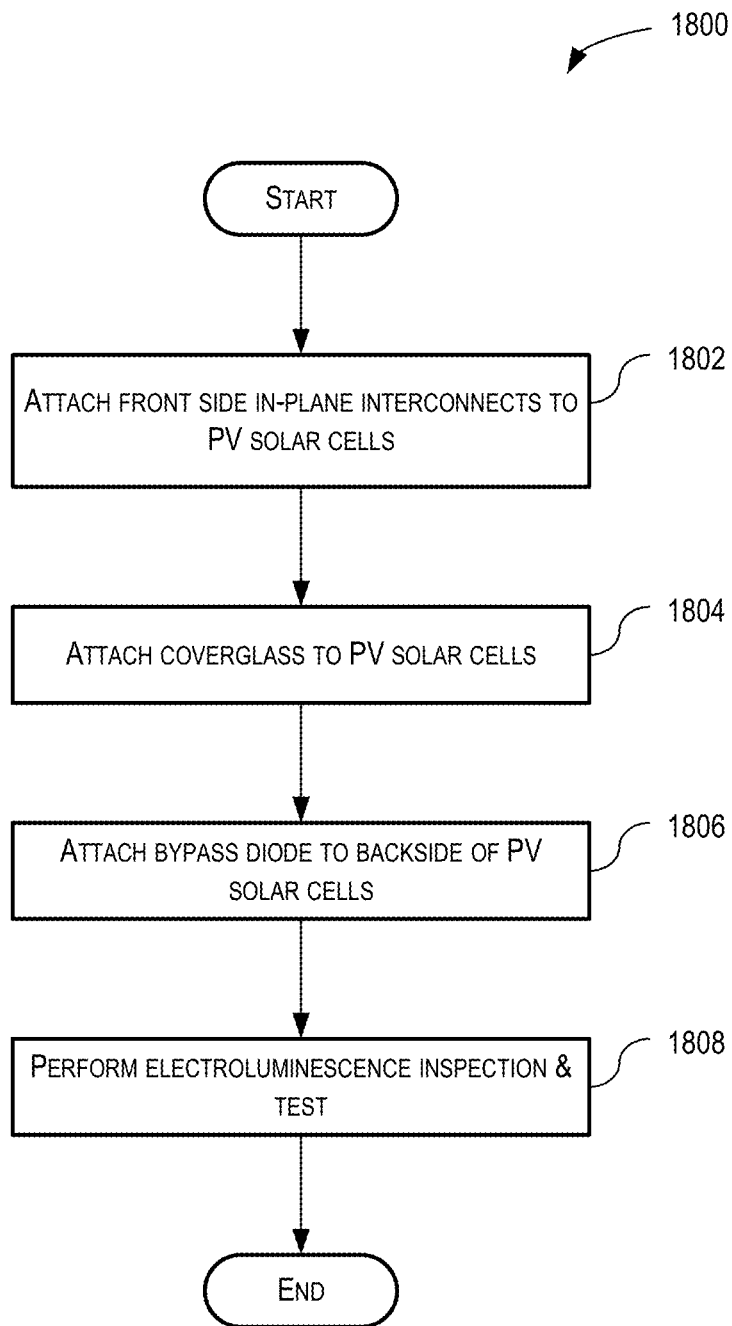 1800
START
1802
ATTACH FRONT SIDE IN-PLANE INTERCONNECTS TO
PV SOLAR CELLS
1804
ATTACH COVERGLASS TO PV SOLAR CELLS
1806
ATTACH BYPASS DIODE TO BACKSIDE OF PV
SOLAR CELLS
1808
PERFORM ELECTROLUMINESCENCE INSPECTION &
TEST
END